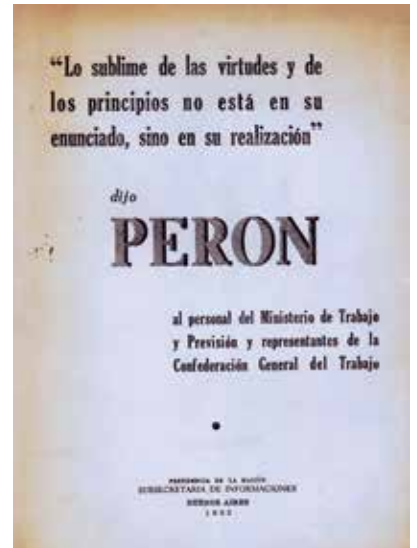 “Lo sublime de las virtudes y de
los principios no está en su
enunciado, sino en su realización”
dijo
PERON
al personal del Ministerio de Trabajo
y Previsión y representantes de la
Confederación General del Trabajo
PRESIDENCIA DE LA NACIÓN
SUBSECRETARIA DE INFORMACIONES
BUENOS AIRES